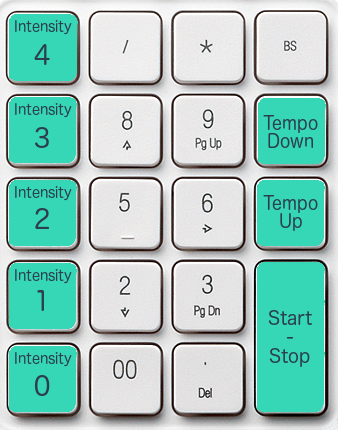 Intensity
4
/
*
BS
Intensity
3
8
9
Pg Up
Tempo
Down
Intensity
2
5
_
6
Tempo
Up
Intensity
1
2
3
Pg Dn
Start
-
Stop
Intensity
0
00
.
Del